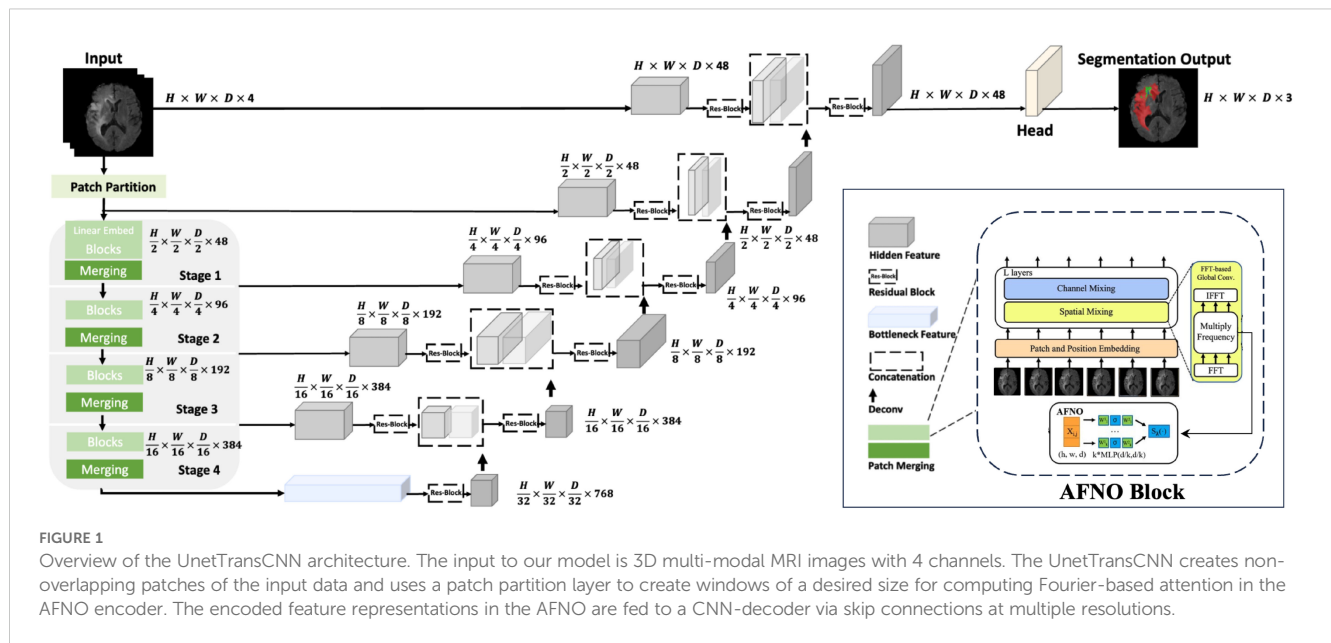 Input
H × W × D × 4
Patch Partition
Linear Embed
Blocks
H/2 × W/2 × D/2 × 48
Merging
Stage 1
Blocks
H/4 × W/4 × D/4 × 96
Merging
Stage 2
Blocks
H/8 × W/8 × D/8 × 192
Merging
Stage 3
Blocks
H/16 × W/16 × D/16 × 384
Merging
Stage 4
H × W × D × 48
Res-Block
Res-Block
H × W × D × 48
Head
Segmentation Output
H × W × D × 3
H/2 × W/2 × D/2 × 48
Res-Block
Res-Block
H/2 × W/2 × D/2 × 48
H/4 × W/4 × D/4 × 96
Res-Block
Res-Block
H/4 × W/4 × D/4 × 96
H/8 × W/8 × D/8 × 192
Res-Block
Res-Block
H/8 × W/8 × D/8 × 192
H/16 × W/16 × D/16 × 384
Res-Block
Res-Block
H/16 × W/16 × D/16 × 384
Res-Block
H/32 × W/32 × D/32 × 768
Hidden Feature
Res-Block
Residual Block
Bottleneck Feature
Concatenation
Deconv
Patch Merging
L layers
Channel Mixing
Spatial Mixing
Patch and Position Embedding
FFT-based
Global Conv.
IFFT
Multiply
Frequency
FFT
AFNO
(h, w, d)
k*MLP(d/k,d/k)
...
AFNO Block
FIGURE 1
Overview of the UnetTransCNN architecture. The input to our model is 3D multi-modal MRI images with 4 channels. The UnetTransCNN creates non-
overlapping patches of the input data and uses a patch partition layer to create windows of a desired size for computing Fourier-based attention in the
AFNO encoder. The encoded feature representations in the AFNO are fed to a CNN-decoder via skip connections at multiple resolutions.